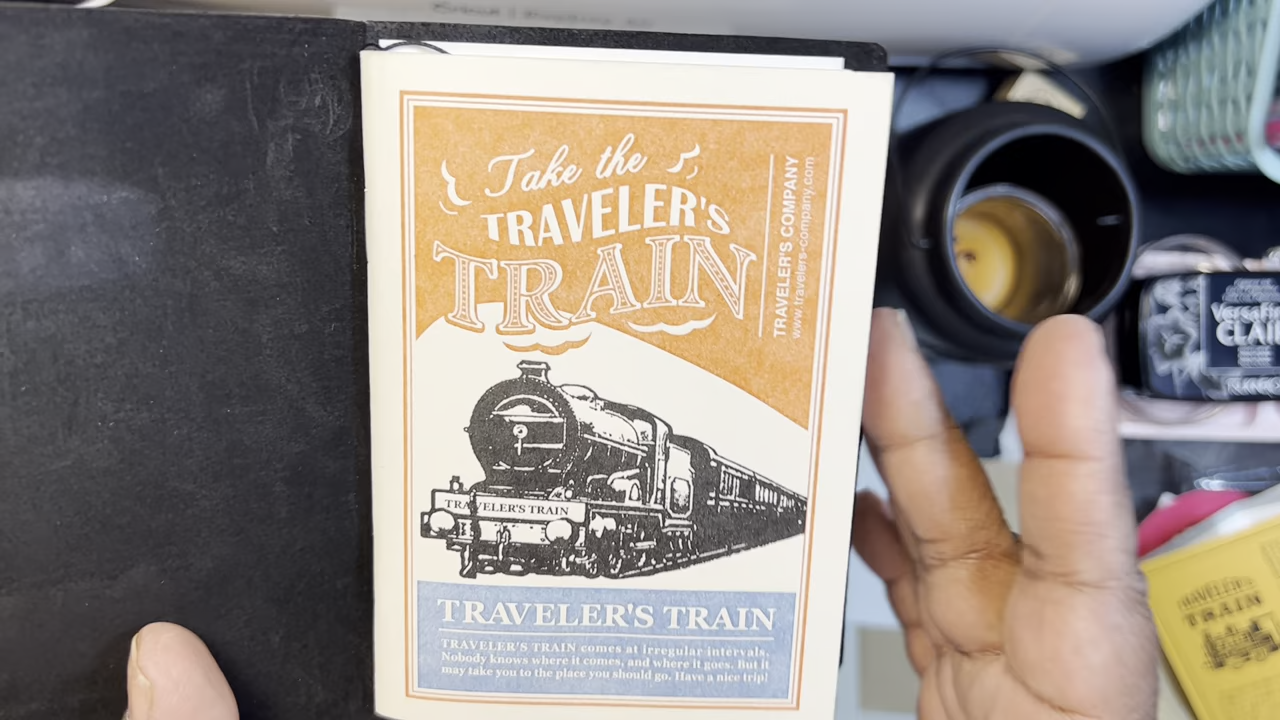 Take the
TRAVELER'S
TRAIN
TRAVELER'S COMPANY
www.travelers-company.com
TRAVELER'S TRAIN
TRAVELER'S TRAIN
TRAVELER'S TRAIN comes at irregular intervals.
Nobody knows where it comes, and where it goes. But it
may take you to the place you should go. Have a nice trip!
CLAI
TRAVELER'S
TRAIN